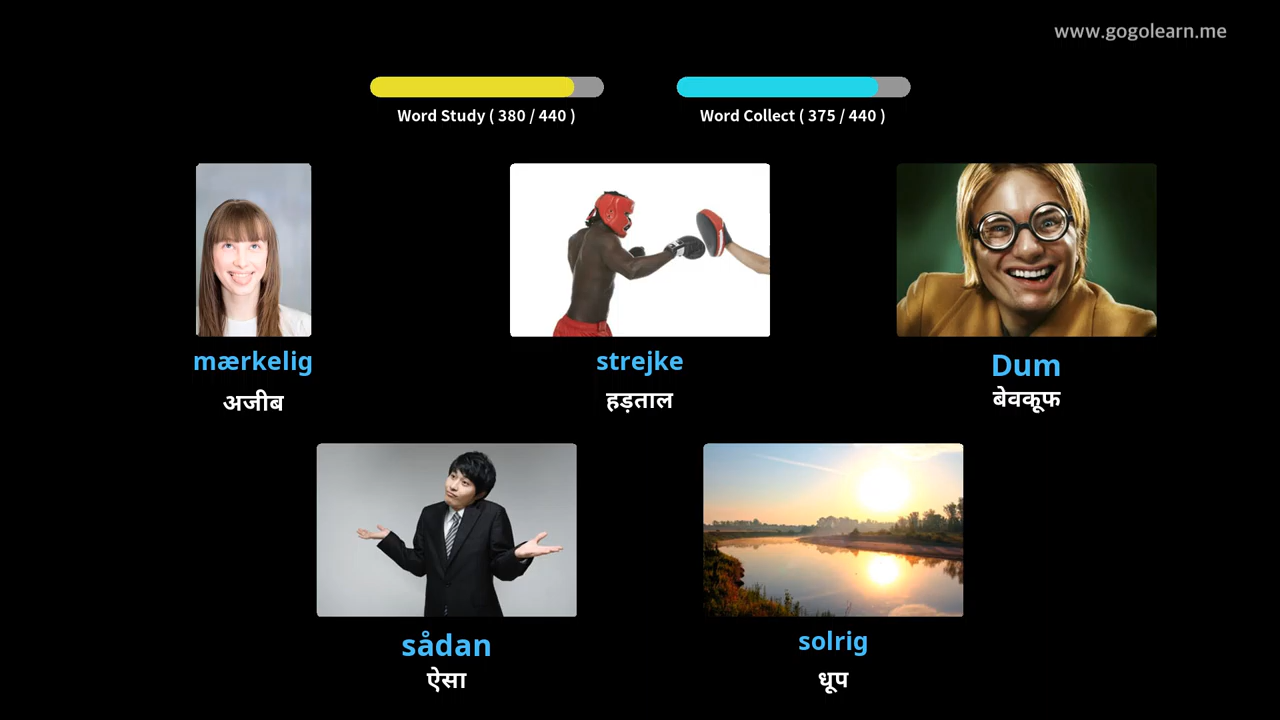 www.gogolearn.me
Word Study ( 380 / 440 )
Word Collect ( 375 / 440 )
mærkelig
अजीब
strejke
हड़ताल
Dum
बेवकूफ
sådan
ऐसा
solrig
धूप